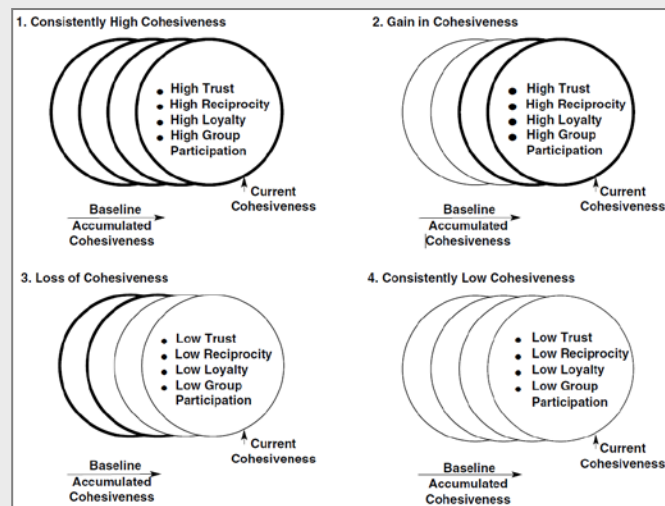 1. Consistently High Cohesiveness
• High Trust
• High Reciprocity
• High Loyalty
• High Group
Participation
Current
Cohesiveness
Baseline
Accumulated
Cohesiveness
2. Gain in Cohesiveness
• High Trust
• High Reciprocity
• High Loyalty
• High Group
Participation
Current
Cohesiveness
Baseline
Accumulated
Cohesiveness
3. Loss of Cohesiveness
• Low Trust
• Low Reciprocity
• Low Loyalty
• Low Group
Participation
Current
Cohesiveness
Baseline
Accumulated
Cohesiveness
4. Consistently Low Cohesiveness
• Low Trust
• Low Reciprocity
• Low Loyalty
• Low Group
Participation
Current
Cohesiveness
Baseline
Accumulated
Cohesiveness